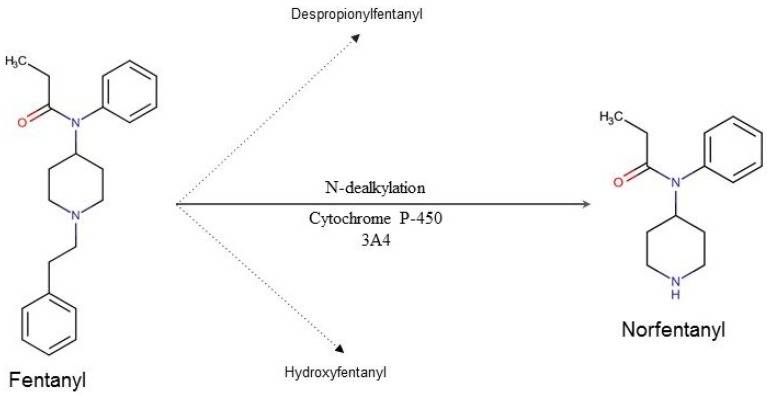 Despropionylfentanyl
H₃C
O
N
N
Fentanyl
N-dealkylation
Cytochrome P-450
3A4
Hydroxyfentanyl
H₃C
O
N
N
H
Norfentanyl